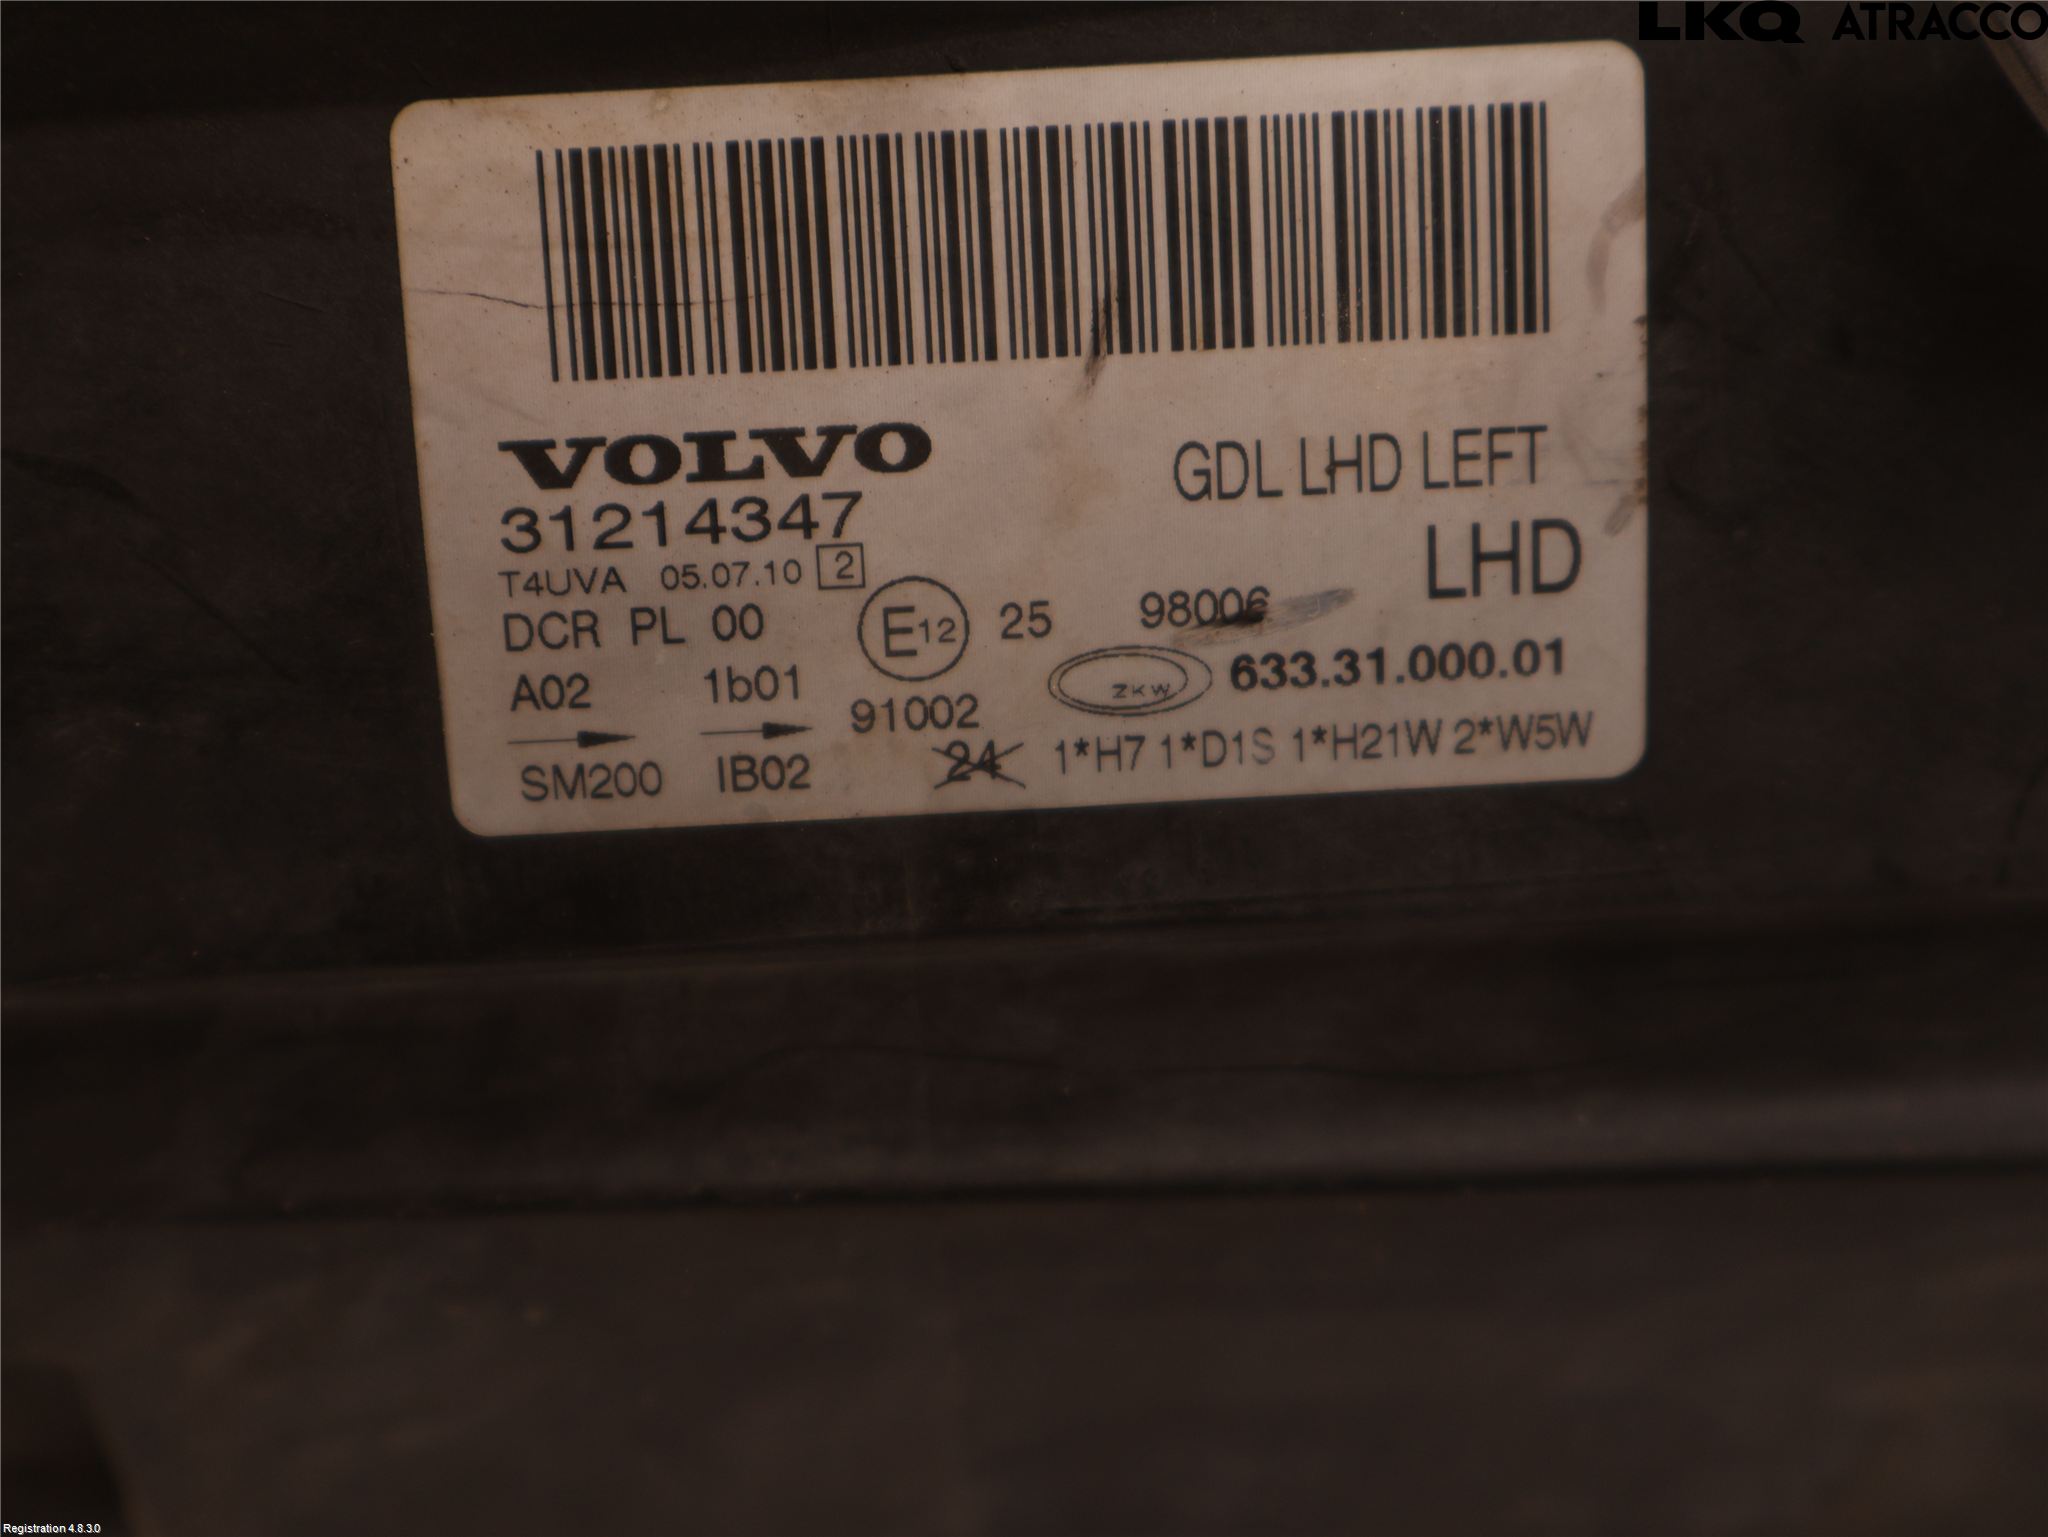 LKQ ATRACCO
VOLVO
GDL LHD LEFT
31214347
LHD
T4UVA 05.07.10 2
DCR PL 00
E12 25 98006
ZKW 633.31.000.01
A02 1b01
91002
24 1*H7 1*D1S 1*H21W 2*W5W
SM200 IB02
Registration 4.8.3.0